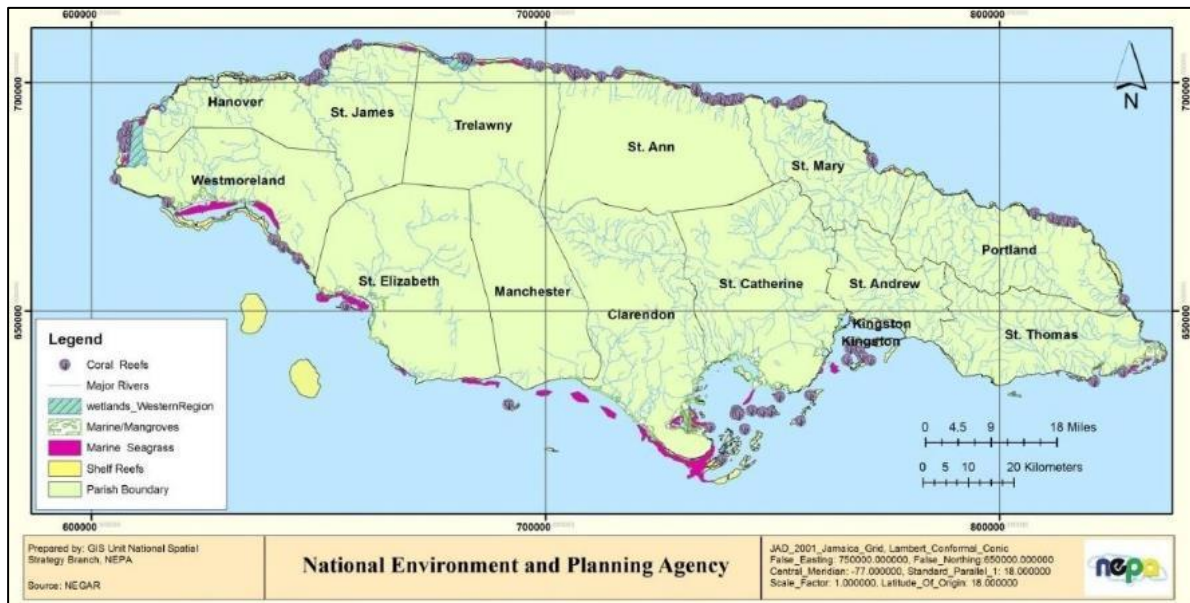 600000
700000
800000
700000
700000
650000
650000
N
Hanover
St. James
Trelawny
St. Ann
St. Mary
Westmoreland
Portland
St. Elizabeth
Manchester
St. Catherine
St. Andrew
Clarendon
Kingston
Kingston
St. Thomas
Legend
Coral Reefs
Major Rivers
wetlands_WesternRegion
Marine/Mangroves
Marine Seagrass
Shelf Reefs
Parish Boundary
0 4.5 9 18 Miles
0 5 10 20 Kilometers
600000
700000
800000
Prepared by: GIS Unit National Spatial
Strategy Branch, NEPA
Source: NEGAR
National Environment and Planning Agency
JAD_2001_Jamaica_Grid, Lambert_Conformal_Conic
False_Easting: 750000.000000, False_Northing:650000.000000
Central_Meridian: -77.000000, Standard_Parallel_1: 18.000000
Scale_Factor: 1.000000, Latitude_Of_Origin: 18.000000
nepa